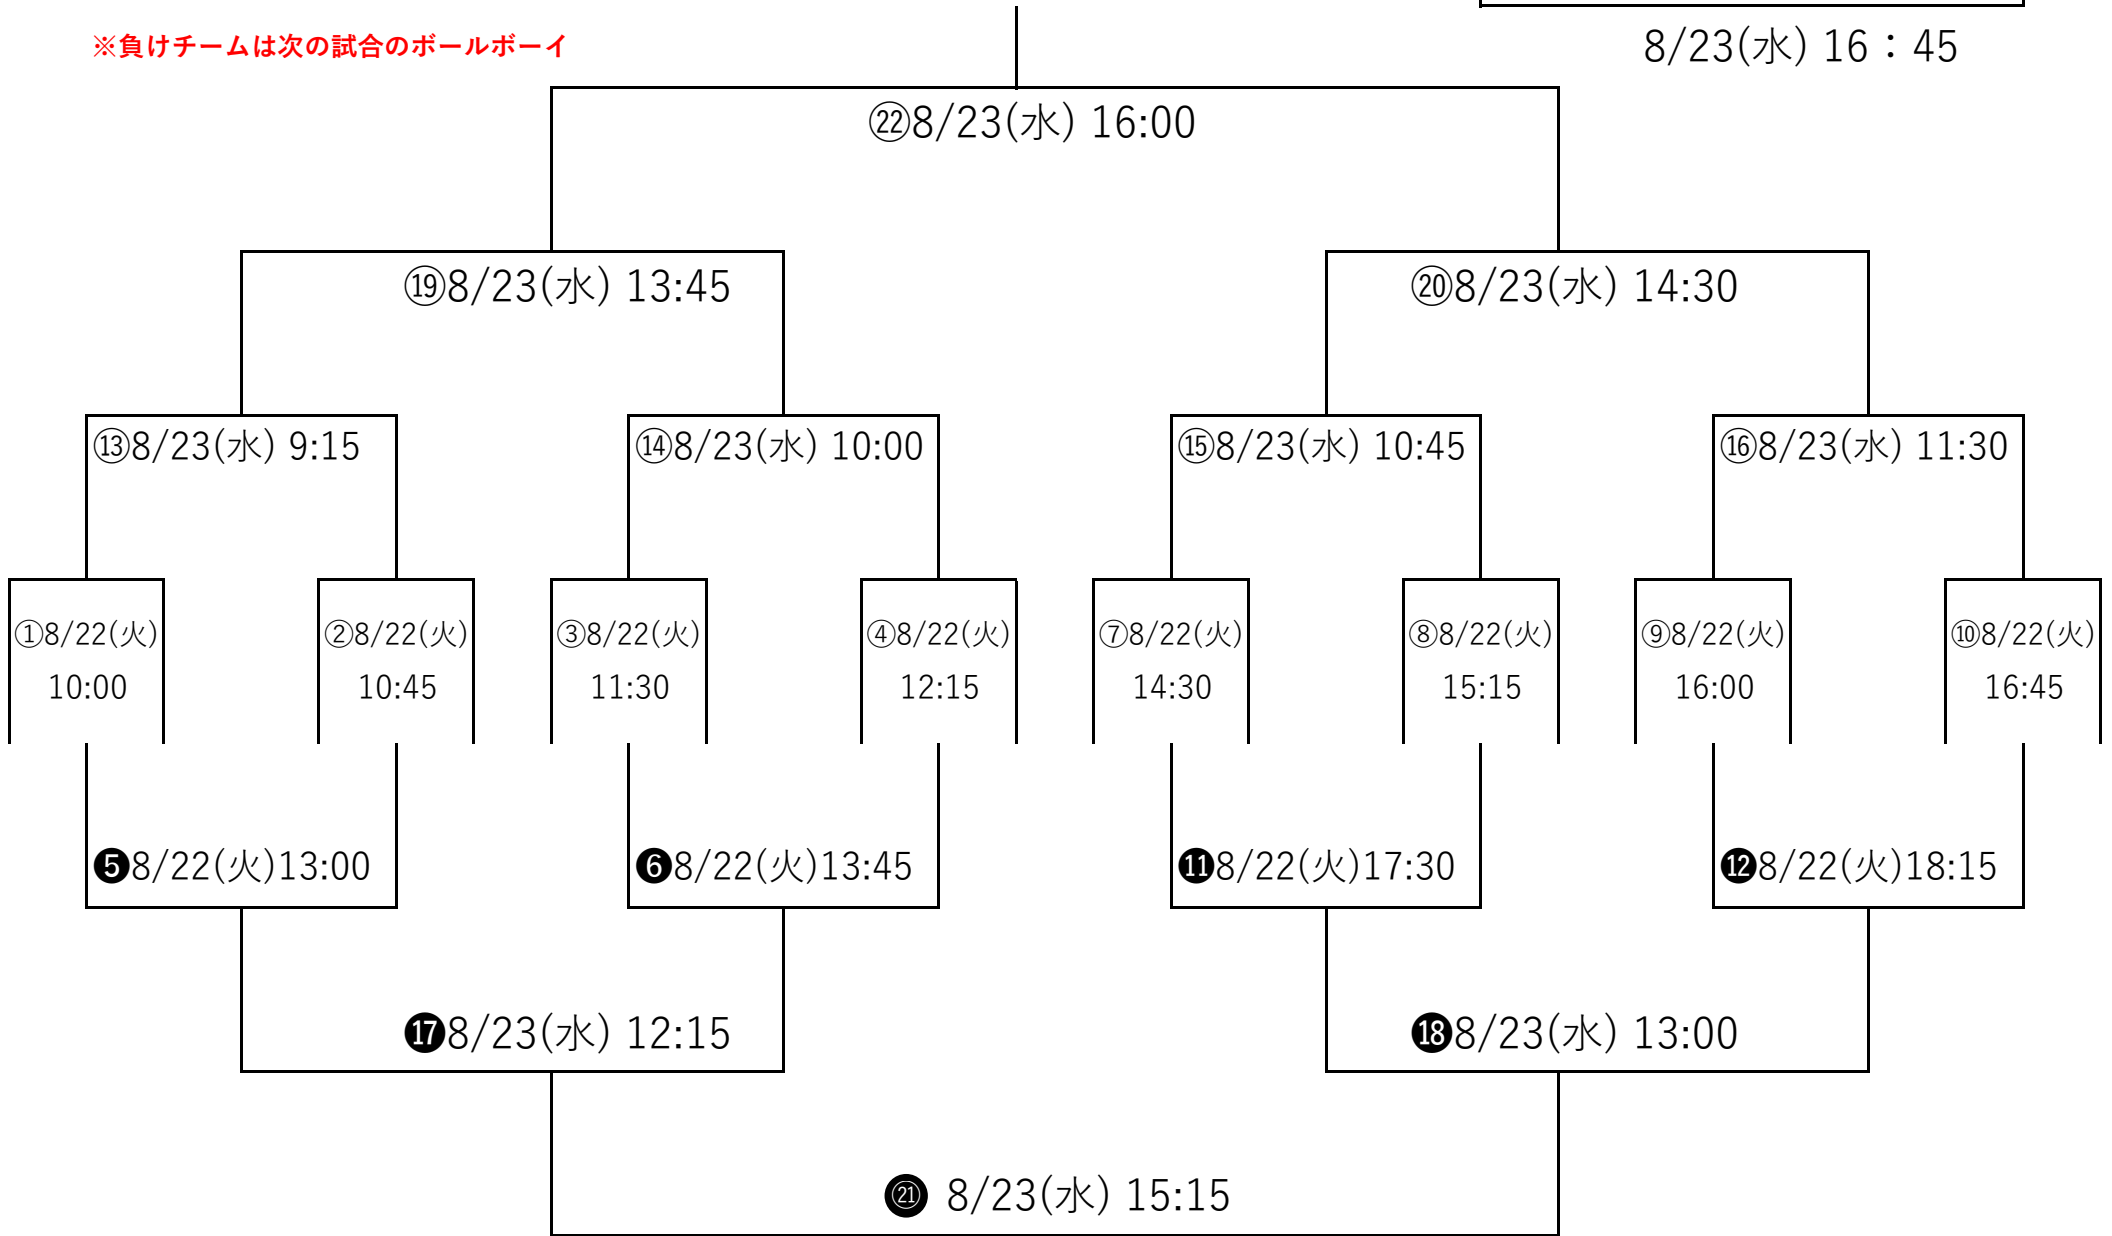 ※負けチームは次の試合のボールボーイ
8/23(水) 16：45
㉒8/23(水) 16:00
⑲8/23(水) 13:45
⑳8/23(水) 14:30
⑬8/23(水) 9:15
⑭8/23(水) 10:00
⑮8/23(水) 10:45
⑯8/23(水) 11:30
①8/22(火)
10:00
②8/22(火)
10:45
③8/22(火)
11:30
④8/22(火)
12:15
⑦8/22(火)
14:30
⑧8/22(火)
15:15
⑨8/22(火)
16:00
⑩8/22(火)
16:45
❺8/22(火)13:00
❻8/22(火)13:45
⓫8/22(火)17:30
⓬8/22(火)18:15
⓱8/23(水) 12:15
⓲8/23(水) 13:00
㉑ 8/23(水) 15:15